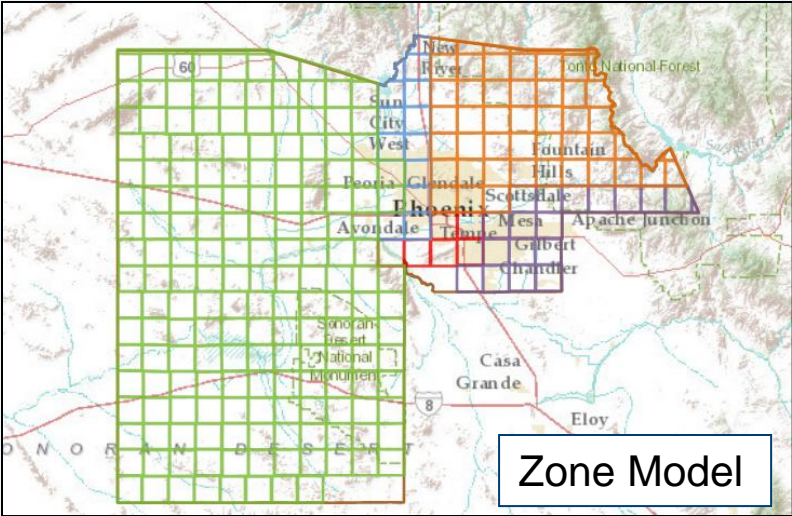 New
River
60
Tonto National Forest
Sun
City
West
Fountain
Hills
Peoria Glendale
Scottsdale
Phoenix
Mesa Apache Junction
Avondale Tempe
Gilbert
Chandler
Sonoran
Desert
National
Monument
Casa
Grande
8
Eloy
SONORAN DESERT
Zone Model